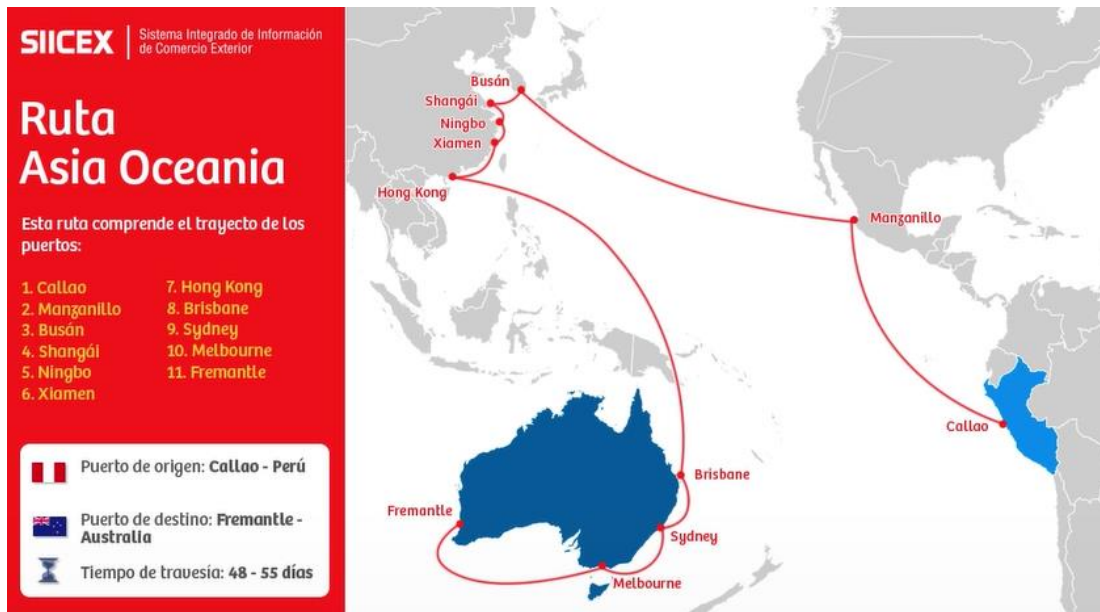 SIICEX
Sistema Integrado de Información
de Comercio Exterior
Ruta
Asia Oceania
Esta ruta comprende el trayecto de los
puertos:
1. Callao
2. Manzanillo
3. Busán
4. Shangái
5. Ningbo
6. Xiamen
7. Hong Kong
8. Brisbane
9. Sydney
10. Melbourne
11. Fremantle
Puerto de origen: Callao - Perú
Puerto de destino: Fremantle -
Australia
Tiempo de travesía: 48 - 55 días
Busán
Shangái
Ningbo
Xiamen
Hong Kong
Manzanillo
Callao
Brisbane
Fremantle
Sydney
Melbourne